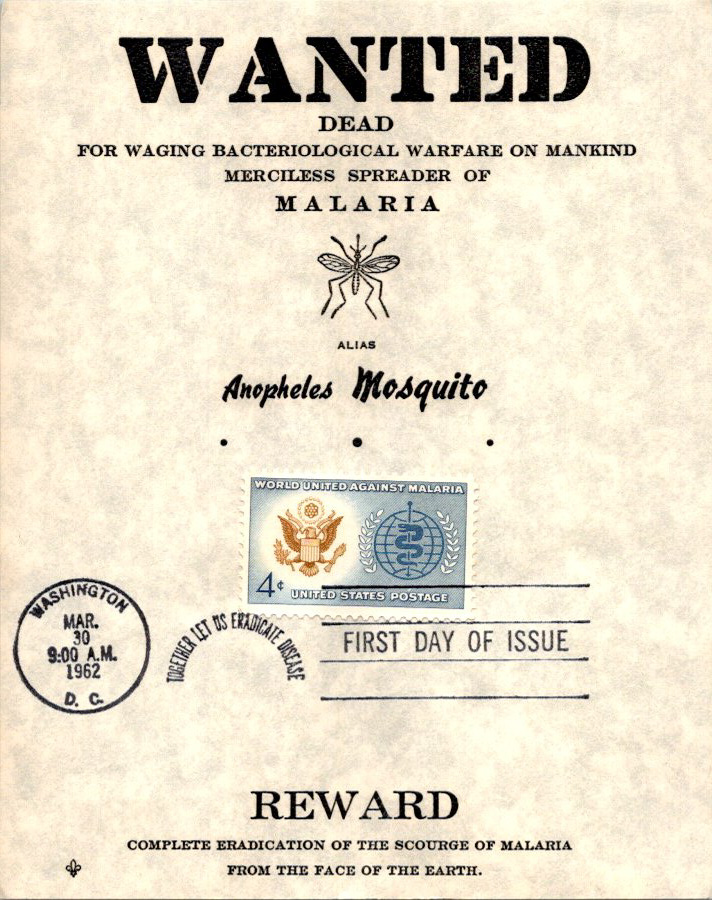 WANTED
DEAD
FOR WAGING BACTERIOLOGICAL WARFARE ON MANKIND
MERCILESS SPREADER OF
MALARIA
ALIAS
Anopheles Mosquito
WORLD UNITED AGAINST MALARIA
4¢ UNITED STATES POSTAGE
WASHINGTON
MAR.
30
9:00 A.M.
1962
D. C.
TOGETHER LET US ERADICATE DISEASE
FIRST DAY OF ISSUE
REWARD
COMPLETE ERADICATION OF THE SCOURGE OF MALARIA
FROM THE FACE OF THE EARTH.